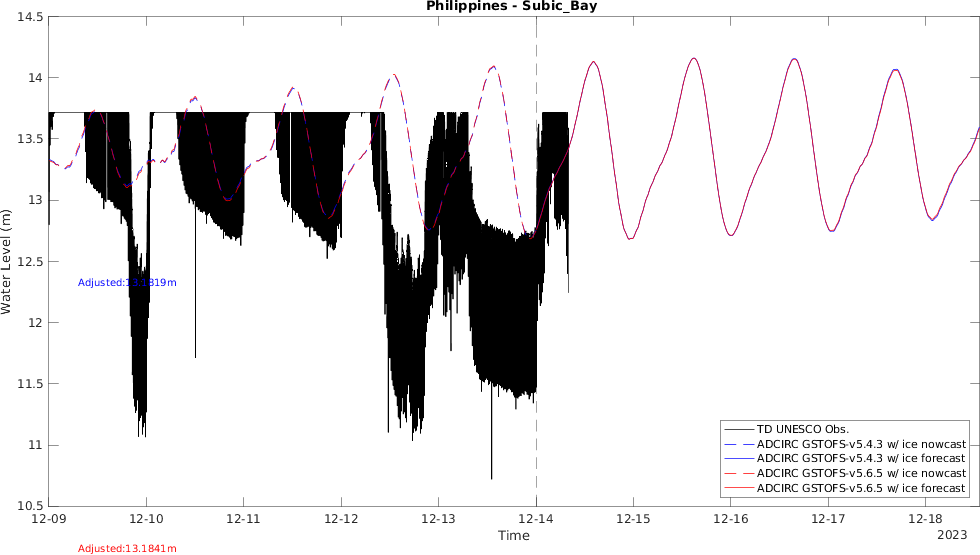 Philippines - Subic_Bay
14.5
14
13.5
13
12.5
12
11.5
11
10.5
Water Level (m)
Adjusted:13.1819m
TD UNESCO Obs.
ADCIRC GSTOFS-v5.4.3 w/ ice nowcast
ADCIRC GSTOFS-v5.4.3 w/ ice forecast
ADCIRC GSTOFS-v5.6.5 w/ ice nowcast
ADCIRC GSTOFS-v5.6.5 w/ ice forecast
12-09 12-10 12-11 12-12 12-13 12-14 12-15 12-16 12-17 12-18
Time
2023
Adjusted:13.1841m